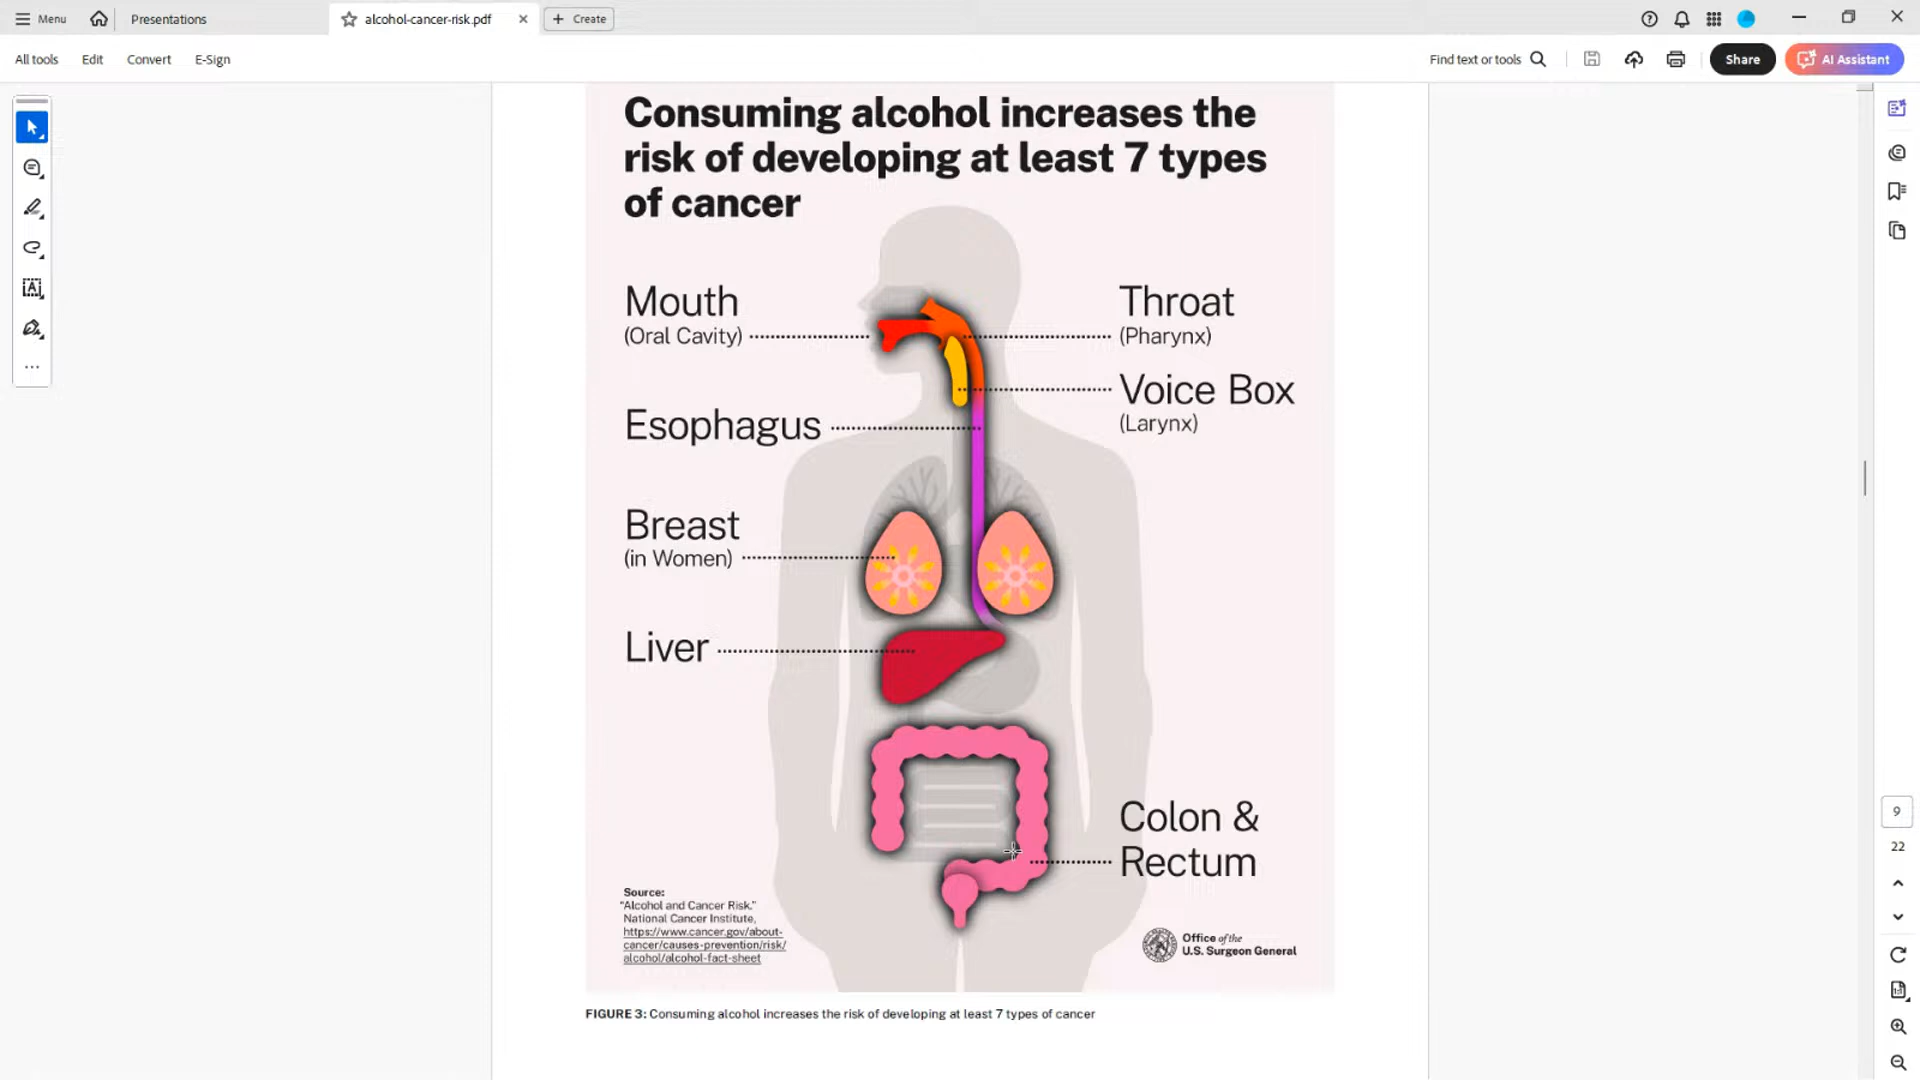 Menu
Presentations
alcohol-cancer-risk.pdf
Create
All tools
Edit
Convert
E-Sign
Find text or tools
Share
AI Assistant
Consuming alcohol increases the
risk of developing at least 7 types
of cancer
Mouth
(Oral Cavity)
Throat
(Pharynx)
Voice Box
(Larynx)
Esophagus
Breast
(in Women)
Liver
Colon &
Rectum
Source:
“Alcohol and Cancer Risk.”
National Cancer Institute,
https://www.cancer.gov/about-
cancer/causes-prevention/risk/
alcohol/alcohol-fact-sheet
Office of the
U.S. Surgeon General
FIGURE 3: Consuming alcohol increases the risk of developing at least 7 types of cancer
9
22